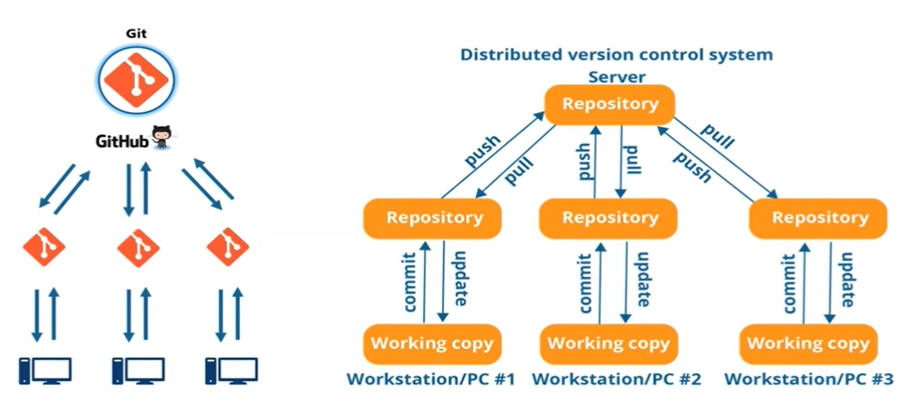 Git
GitHub
Distributed version control system
Server
Repository
push
pull
push
pull
pull
push
Repository
Repository
Repository
commit
update
commit
update
commit
update
Working copy
Working copy
Working copy
Workstation/PC #1
Workstation/PC #2
Workstation/PC #3